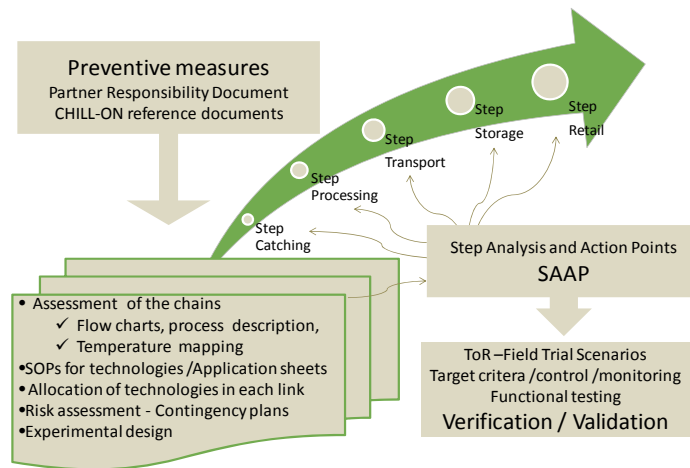 Preventive measures
Partner Responsibility Document
CHILL-ON reference documents
Step
Retail
Step
Storage
Step
Transport
Step
Processing
Step
Catching
Step Analysis and Action Points
SAAP
• Assessment of the chains
✓ Flow charts, process description,
✓ Temperature mapping
•SOPs for technologies /Application sheets
• Allocation of technologies in each link
•Risk assessment - Contingency plans
•Experimental design
ToR –Field Trial Scenarios
Target critera /control /monitoring
Functional testing
Verification / Validation